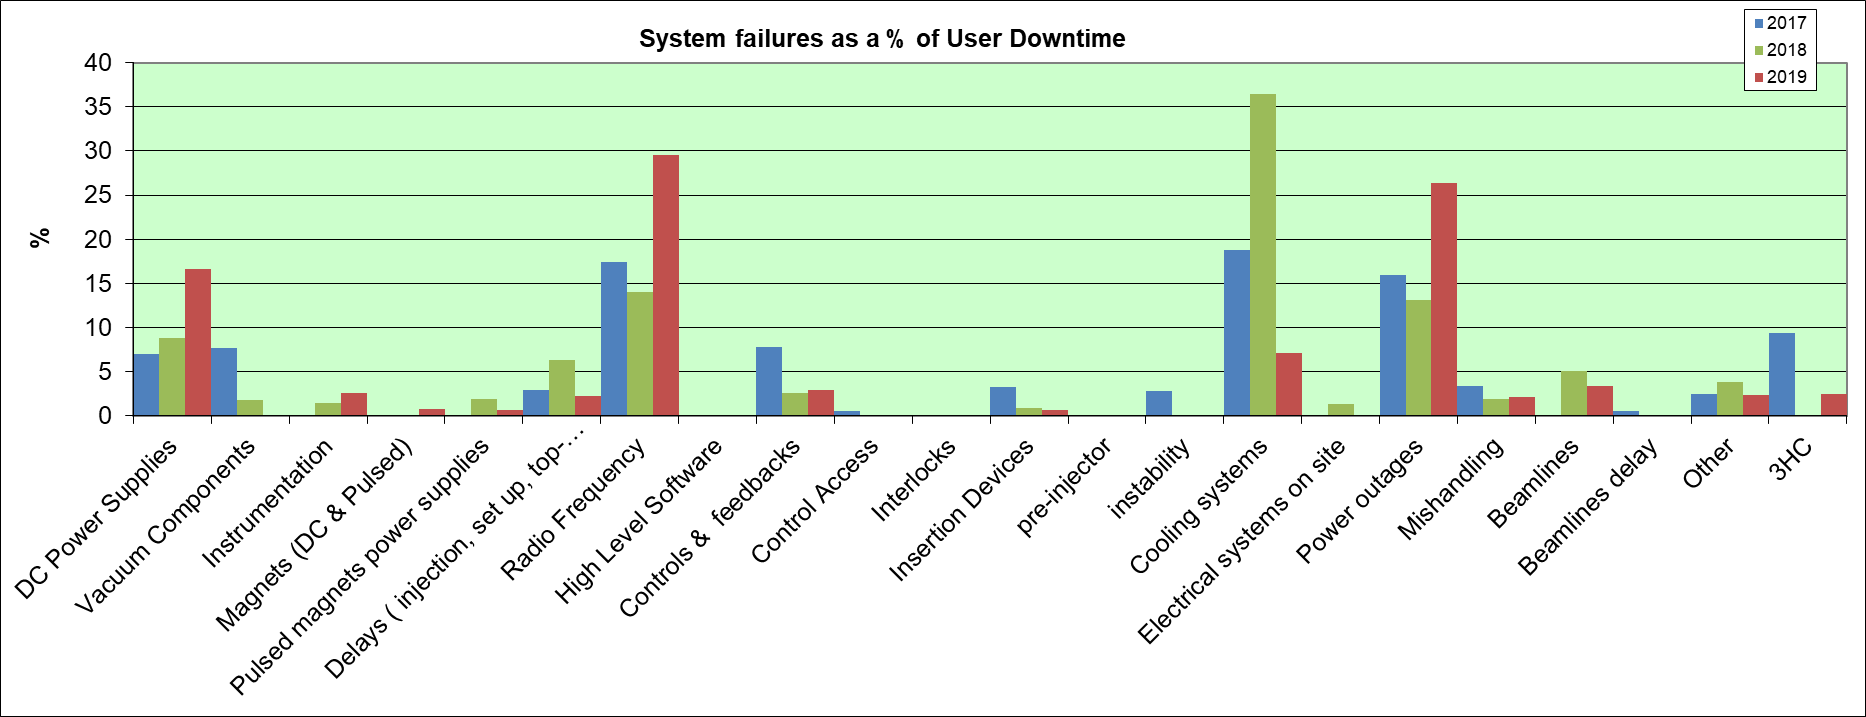 System failures as a % of User Downtime
2017
2018
2019
40
35
30
25
20
15
10
5
0
%
DC Power Supplies
Vacuum Components
Instrumentation
Magnets (DC & Pulsed)
Pulsed magnets power supplies
Delays ( injection, set up, top-…
Radio Frequency
High Level Software
Controls & feedbacks
Control Access
Interlocks
Insertion Devices
pre-injector
instability
Cooling systems
Electrical systems on site
Power outages
Mishandling
Beamlines
Beamlines delay
Other
3HC